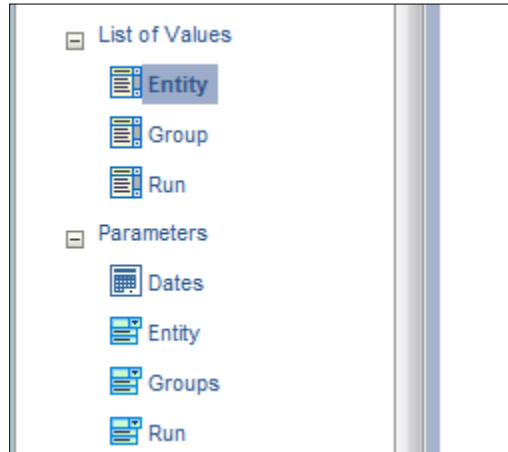 List of Values
Entity
Group
Run
Parameters
Dates
Entity
Groups
Run